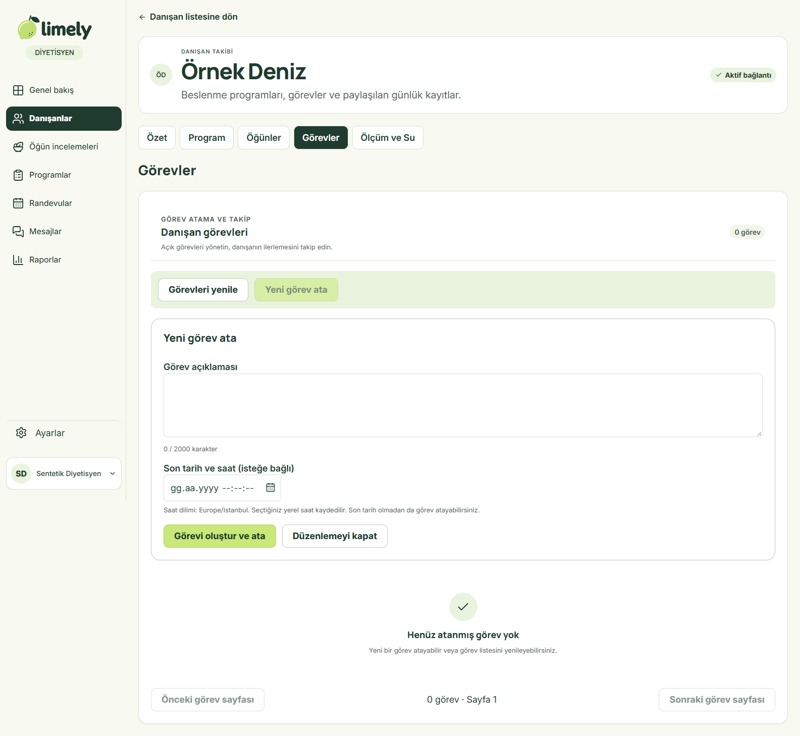 limely
DİYETİSYEN
Genel bakış
Danışanlar
Öğün incelemeleri
Programlar
Randevular
Mesajlar
Raporlar
Ayarlar
SD Sentetik Diyetisyen
← Danışan listesine dön
ÖD
DANIŞAN TAKİBİ
Örnek Deniz
Beslenme programları, görevler ve paylaşılan günlük kayıtlar.
Aktif bağlantı
Özet Program Öğünler Görevler Ölçüm ve Su
Görevler
GÖREV ATAMA VE TAKİP
Danışan görevleri
Açık görevleri yönetin, danışanın ilerlemesini takip edin.
0 görev
Görevleri yenile Yeni görev ata
Yeni görev ata
Görev açıklaması
0 / 2000 karakter
Son tarih ve saat (isteğe bağlı)
gg.aa.yyyy --:--:--
Saat dilimi: Europe/Istanbul. Seçtiğiniz yerel saat kaydedilir. Son tarih olmadan da görev atayabilirsiniz.
Görevi oluştur ve ata Düzenlemeyi kapat
Henüz atanmış görev yok
Yeni bir görev atayabilir veya görev listesini yenileyebilirsiniz.
Önceki görev sayfası 0 görev · Sayfa 1 Sonraki görev sayfası